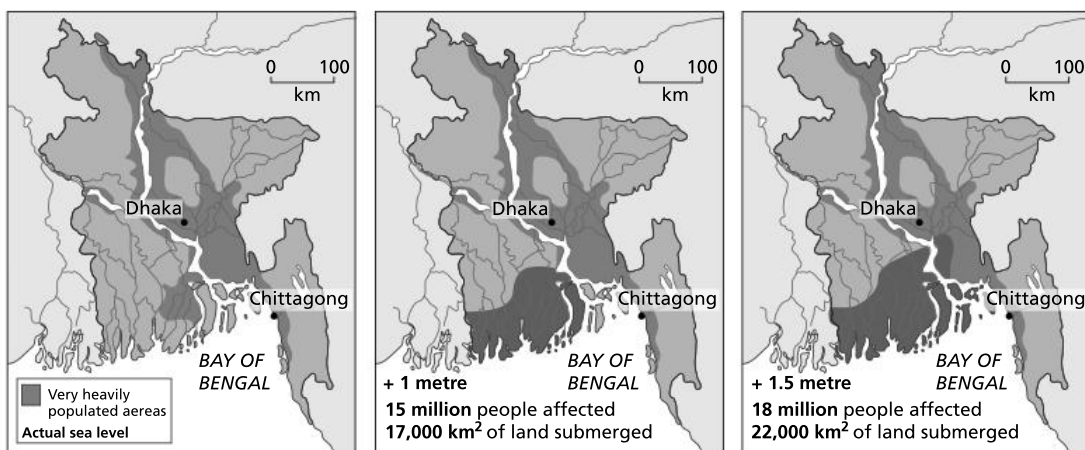 0 100
km
Dhaka
Chittagong
BAY OF
BENGAL
Very heavily
populated aereas
Actual sea level
0 100
km
Dhaka
Chittagong
BAY OF
BENGAL
+ 1 metre
15 million people affected
17,000 km² of land submerged
0 100
km
Dhaka
Chittagong
BAY OF
BENGAL
+ 1.5 metre
18 million people affected
22,000 km² of land submerged